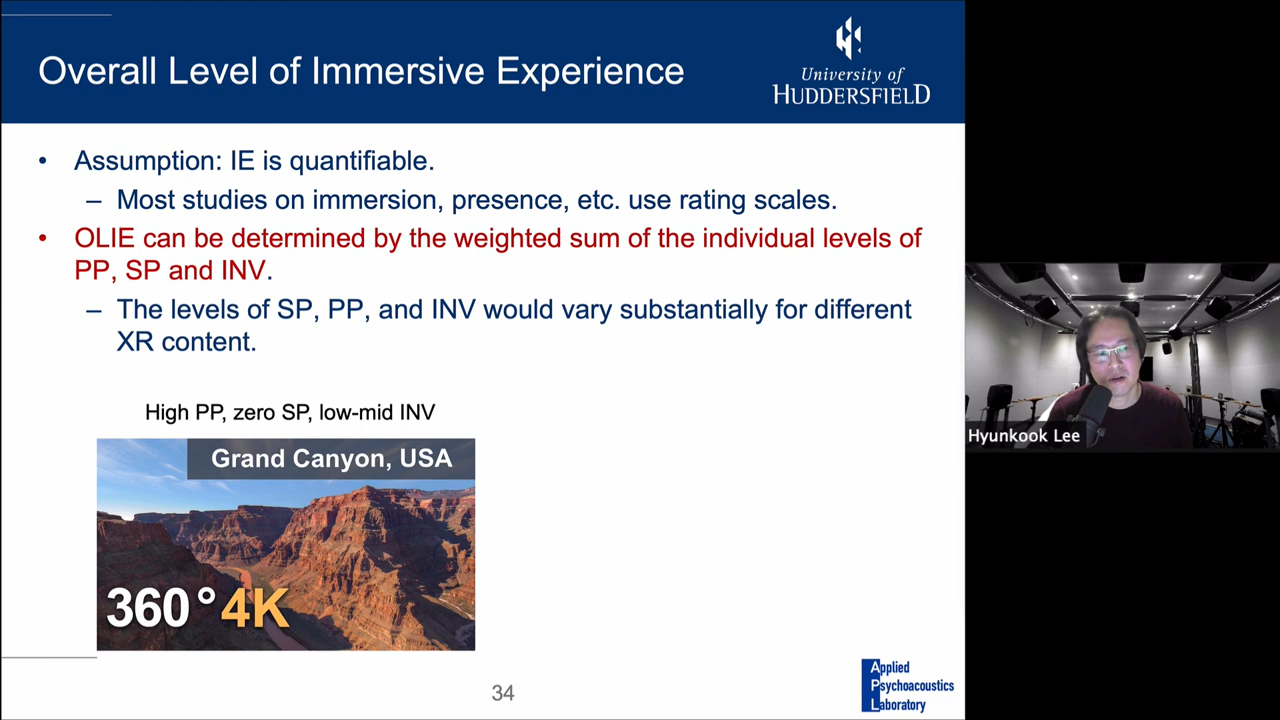 Overall Level of Immersive Experience
University of
HUDDERSFIELD
• Assumption: IE is quantifiable.
– Most studies on immersion, presence, etc. use rating scales.
• OLIE can be determined by the weighted sum of the individual levels of
PP, SP and INV.
– The levels of SP, PP, and INV would vary substantially for different
XR content.
High PP, zero SP, low-mid INV
Grand Canyon, USA
360° 4K
Hyunkook Lee
34
Applied
Psychoacoustics
Laboratory